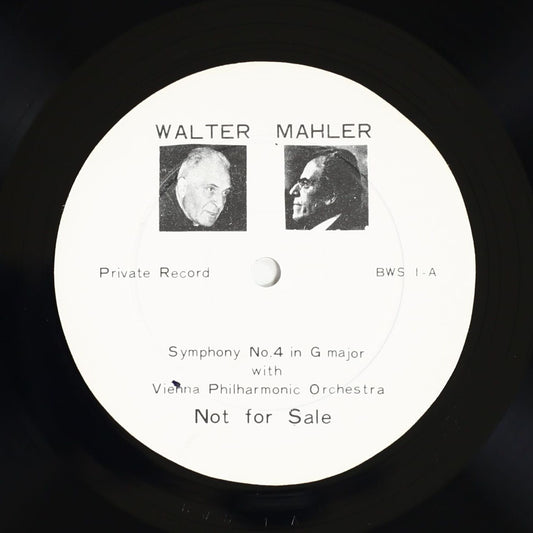 WALTER MAHLER
Private Record BWS 1-A
Symphony No.4 in G major
with
Vienna Philharmonic Orchestra
Not for Sale